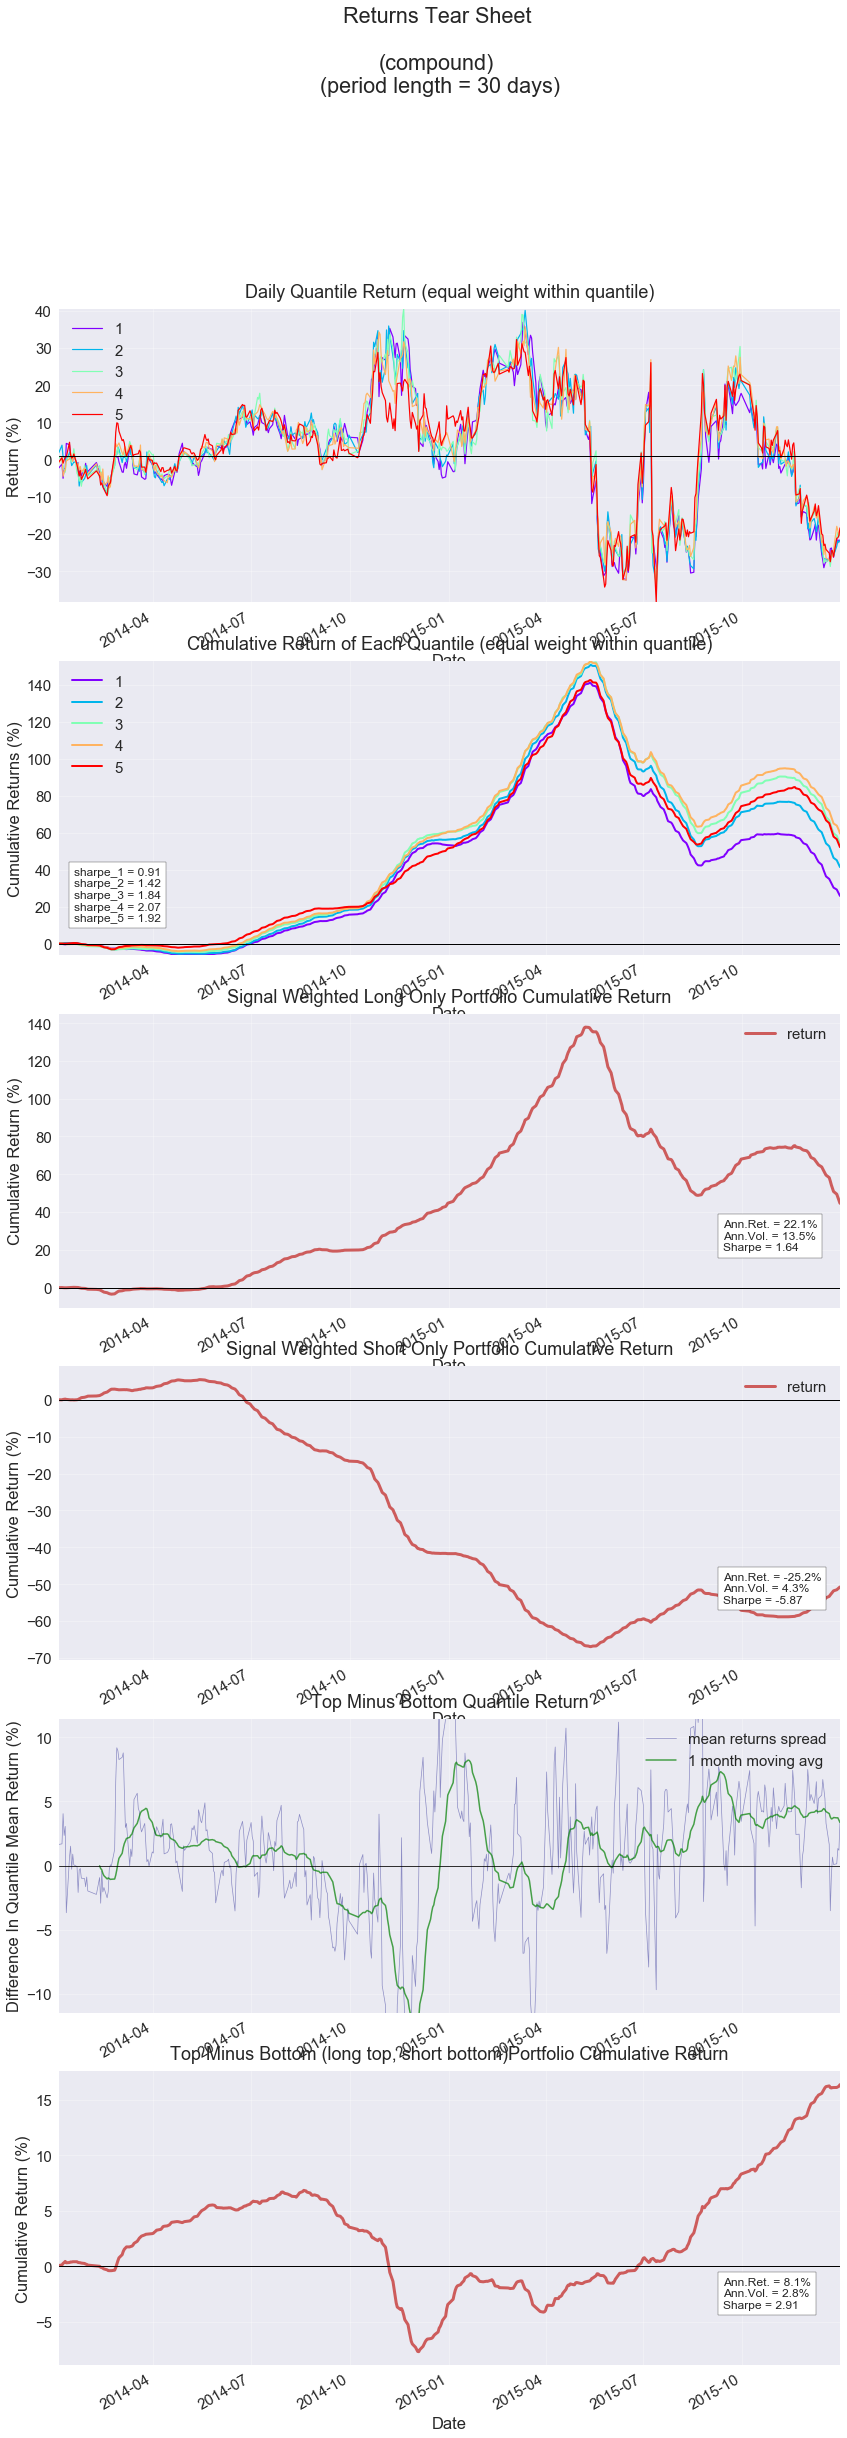 Returns Tear Sheet
(compound)
(period length = 30 days)
Daily Quantile Return (equal weight within quantile)
Return (%)
40
30
20
10
0
−10
−20
−30
1
2
3
4
5
2014-04
2014-07
2014-10
2015-01
2015-04
2015-07
2015-10
Date
Cumulative Return of Each Quantile (equal weight within quantile)
Cumulative Returns (%)
140
120
100
80
60
40
20
0
1
2
3
4
5
sharpe_1 = 0.91
sharpe_2 = 1.42
sharpe_3 = 1.84
sharpe_4 = 2.07
sharpe_5 = 1.92
2014-04
2014-07
2014-10
2015-01
2015-04
2015-07
2015-10
Date
Signal Weighted Long Only Portfolio Cumulative Return
Cumulative Return (%)
140
120
100
80
60
40
20
0
return
Ann.Ret. = 22.1%
Ann.Vol. = 13.5%
Sharpe = 1.64
2014-04
2014-07
2014-10
2015-01
2015-04
2015-07
2015-10
Date
Signal Weighted Short Only Portfolio Cumulative Return
Cumulative Return (%)
0
−10
−20
−30
−40
−50
−60
−70
return
Ann.Ret. = -25.2%
Ann.Vol. = 4.3%
Sharpe = -5.87
2014-04
2014-07
2014-10
2015-01
2015-04
2015-07
2015-10
Date
Top Minus Bottom Quantile Return
Difference In Quantile Mean Return (%)
10
5
0
−5
−10
mean returns spread
1 month moving avg
2014-04
2014-07
2014-10
2015-01
2015-04
2015-07
2015-10
Top Minus Bottom (long top, short bottom)Portfolio Cumulative Return
Cumulative Return (%)
15
10
5
0
−5
Ann.Ret. = 8.1%
Ann.Vol. = 2.8%
Sharpe = 2.91
2014-04
2014-07
2014-10
2015-01
2015-04
2015-07
2015-10
Date